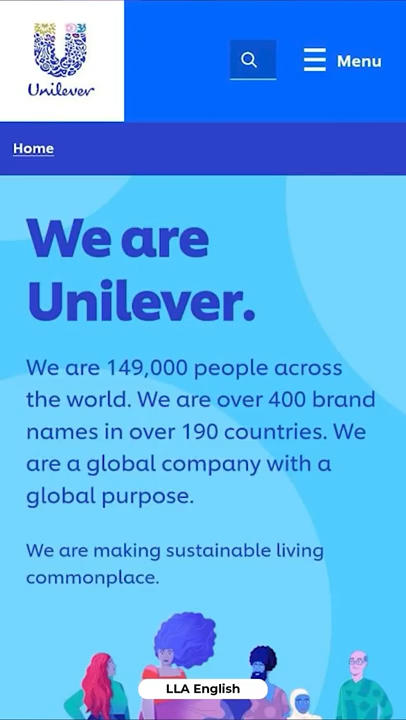 Unilever
Menu
Home
We are
Unilever.
We are 149,000 people across
the world. We are over 400 brand
names in over 190 countries. We
are a global company with a
global purpose.
We are making sustainable living
commonplace.
LLA English